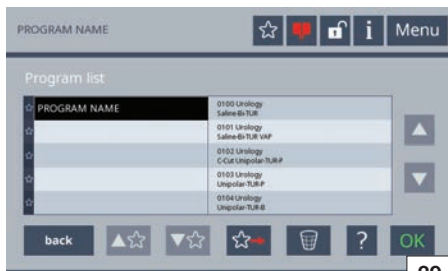 PROGRAM NAME
i
Menu
Program list
PROGRAM NAME
0100 Urology
Saline-Bi-TUR
0101 Urology
Saline-Bi-TUR VAP
0102 Urology
C-Cut Unipolar-TUR-P
0103 Urology
Unipolar-TUR-P
0104 Urology
Unipolar-TUR-B
back
?
OK